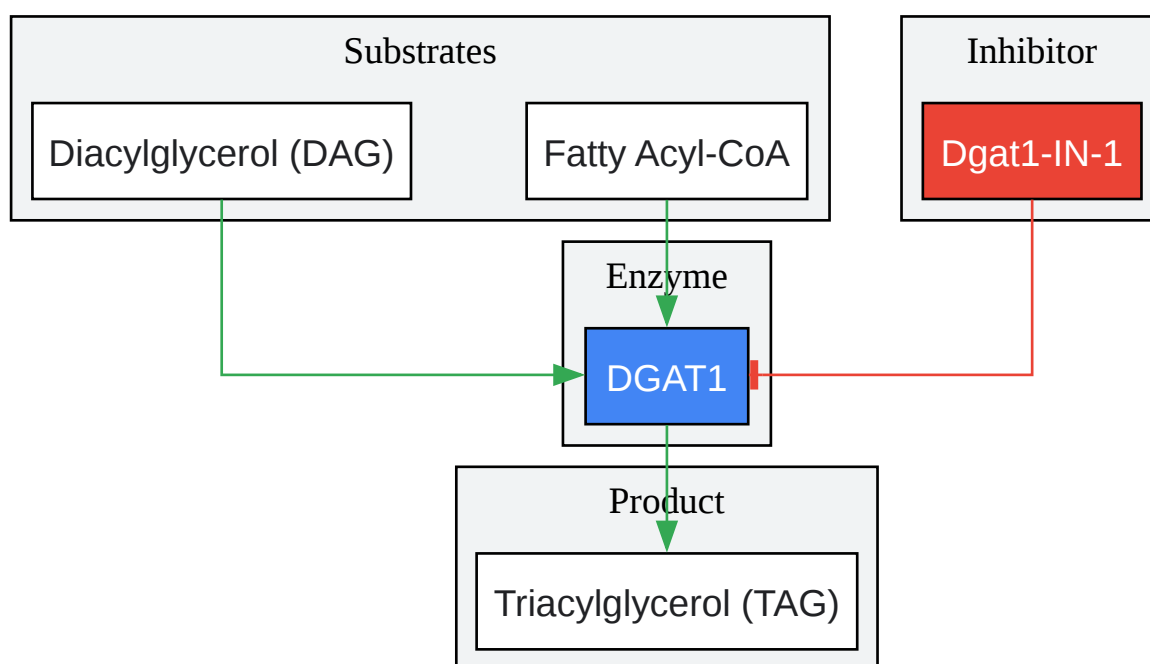 Substrates
Inhibitor
Diacylglycerol (DAG)
Fatty Acyl-CoA
Dgat1-IN-1
Enzyme
DGAT1
Product
Triacylglycerol (TAG)